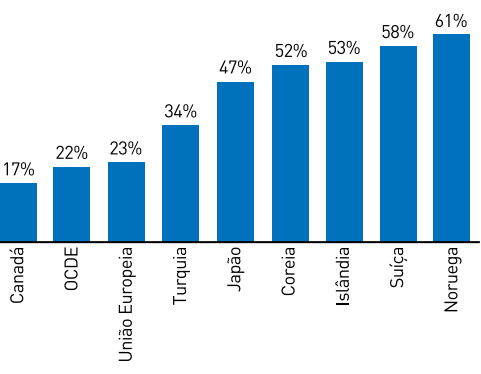 17%
22%
23%
34%
47%
52%
53%
58%
61%
Canadá
OCDE
União Europeia
Turquia
Japão
Coreia
Islândia
Suíça
Noruega